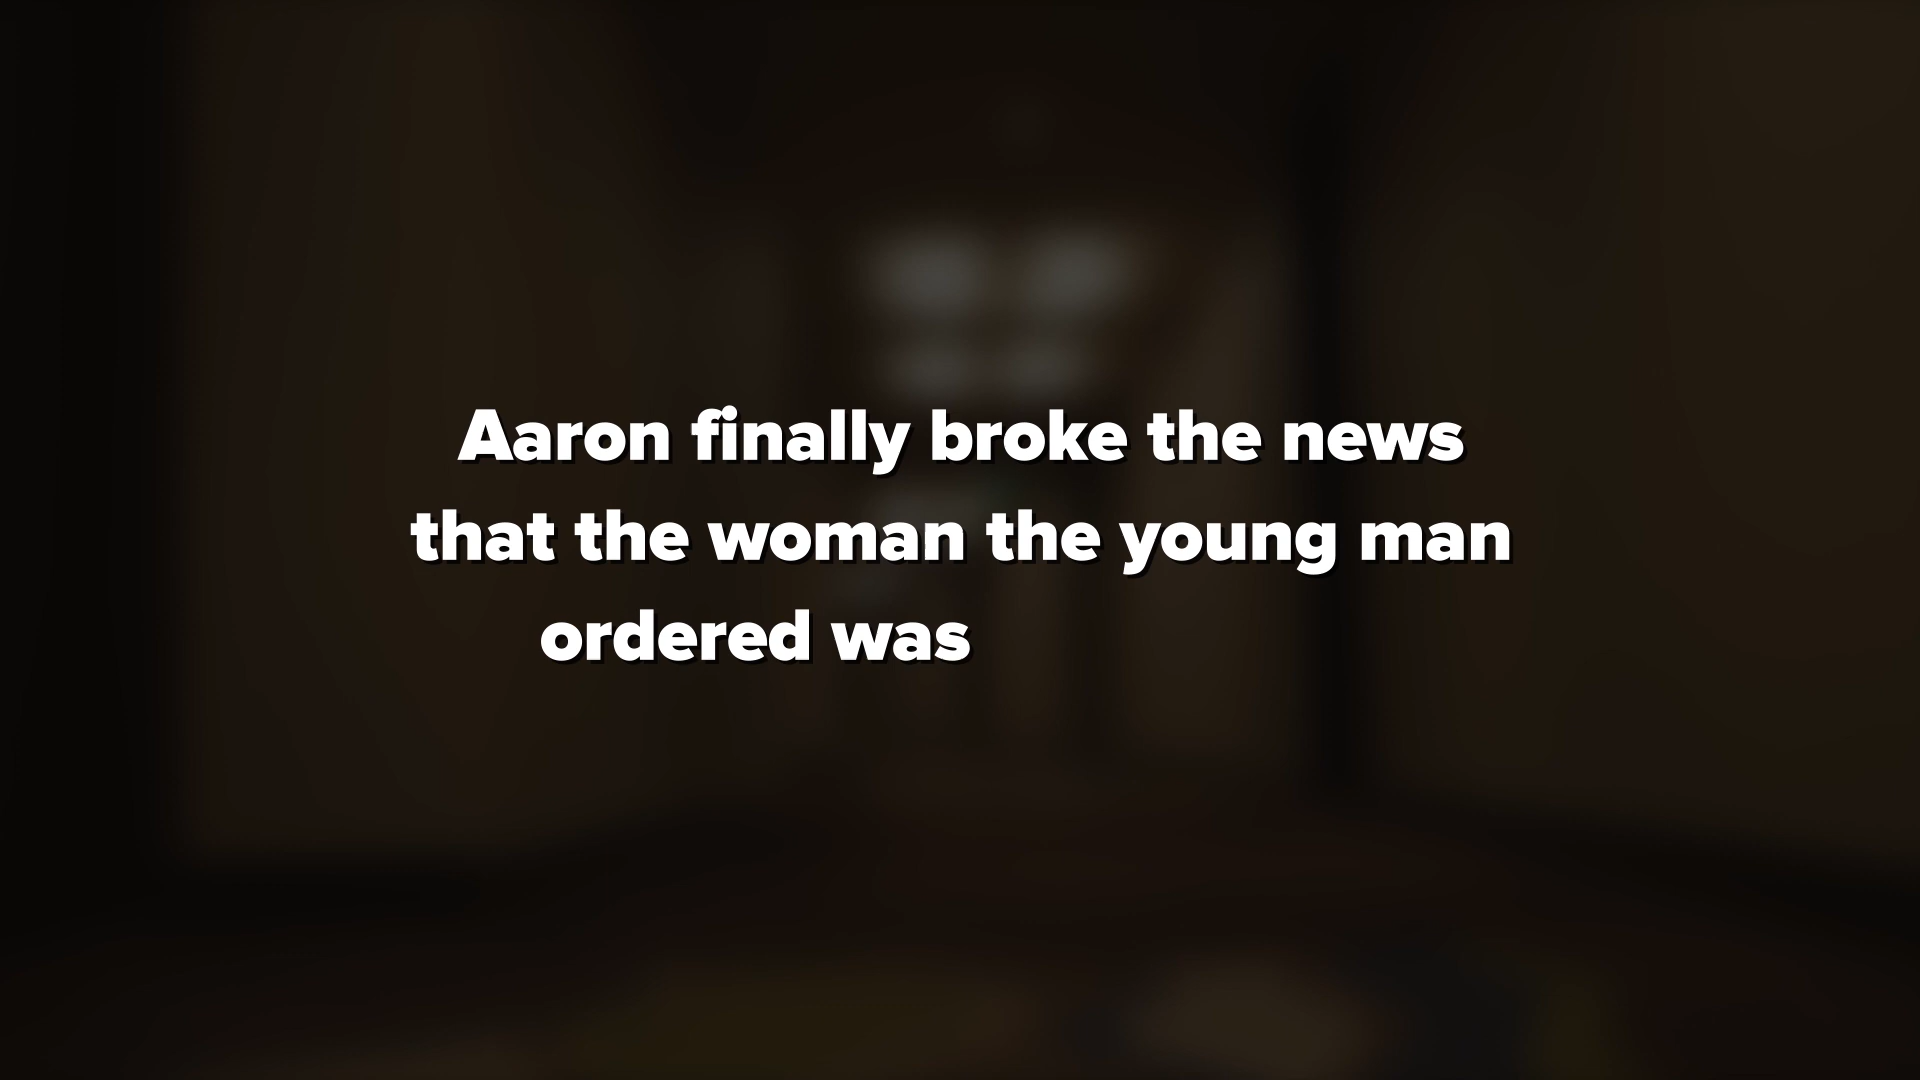 Aaron finally broke the news
that the woman the young man
ordered was